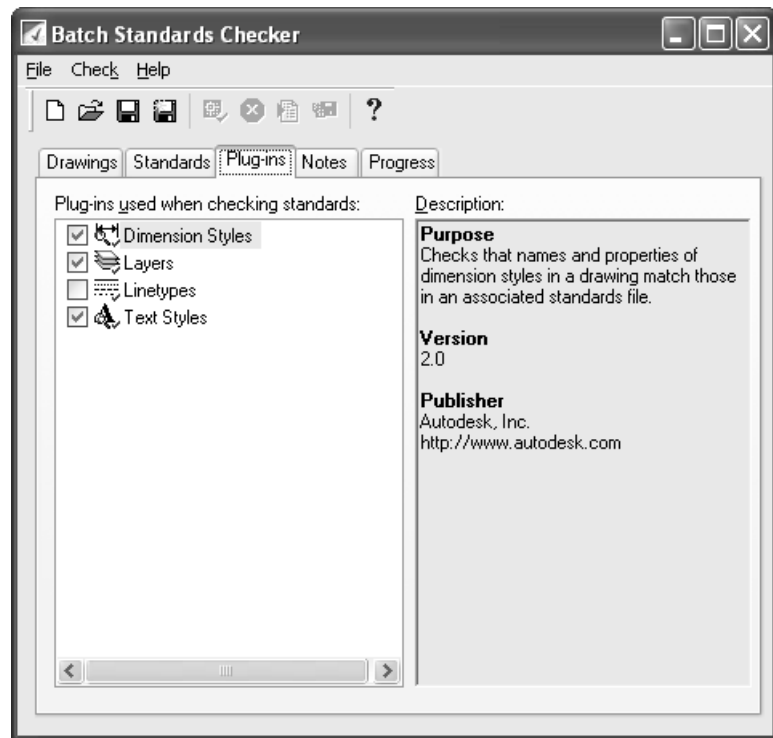 Batch Standards Checker
File Check Help
?
Drawings Standards Plug-ins Notes Progress
Plug-ins used when checking standards:
Dimension Styles
Layers
Linetypes
Text Styles
Description:
Purpose
Checks that names and properties of
dimension styles in a drawing match those
in an associated standards file.
Version
2.0
Publisher
Autodesk, Inc.
http://www.autodesk.com